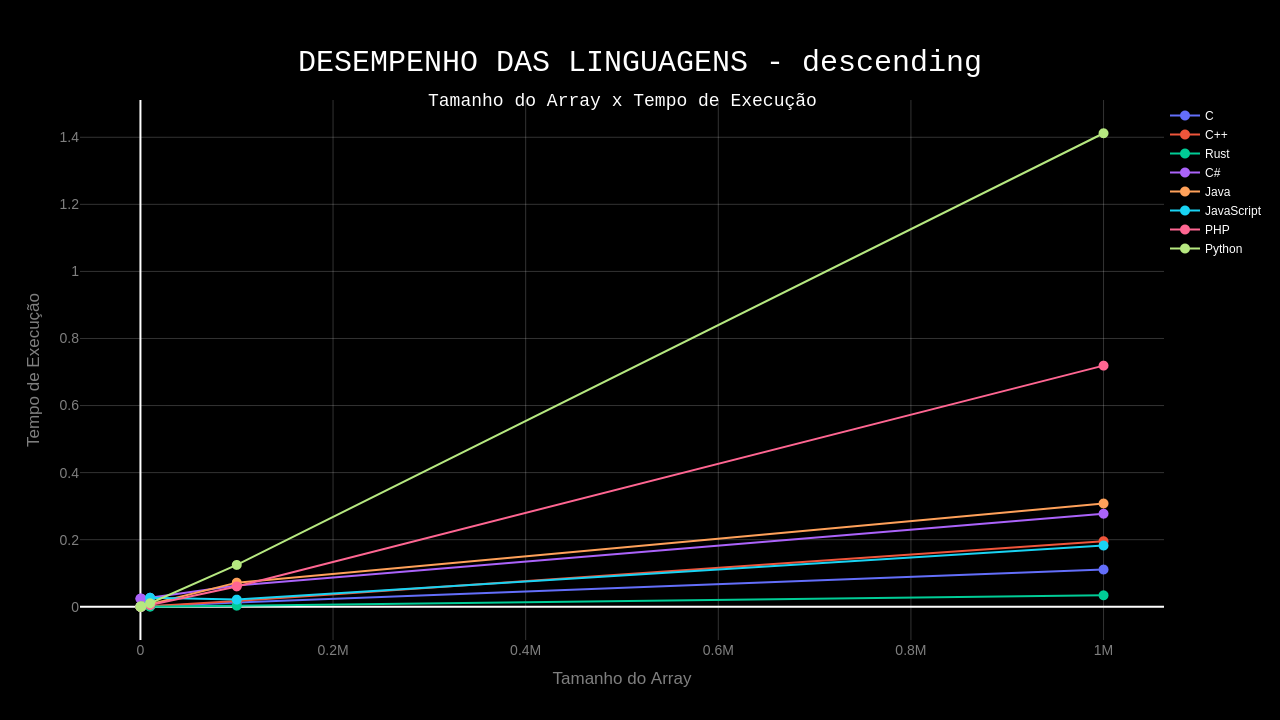 DESEMPENHO DAS LINGUAGENS - descending
Tamanho do Array x Tempo de Execução
C
C++
Rust
C#
Java
JavaScript
PHP
Python
Tempo de Execução
1.4
1.2
1
0.8
0.6
0.4
0.2
0
0
0.2M
0.4M
0.6M
0.8M
1M
Tamanho do Array